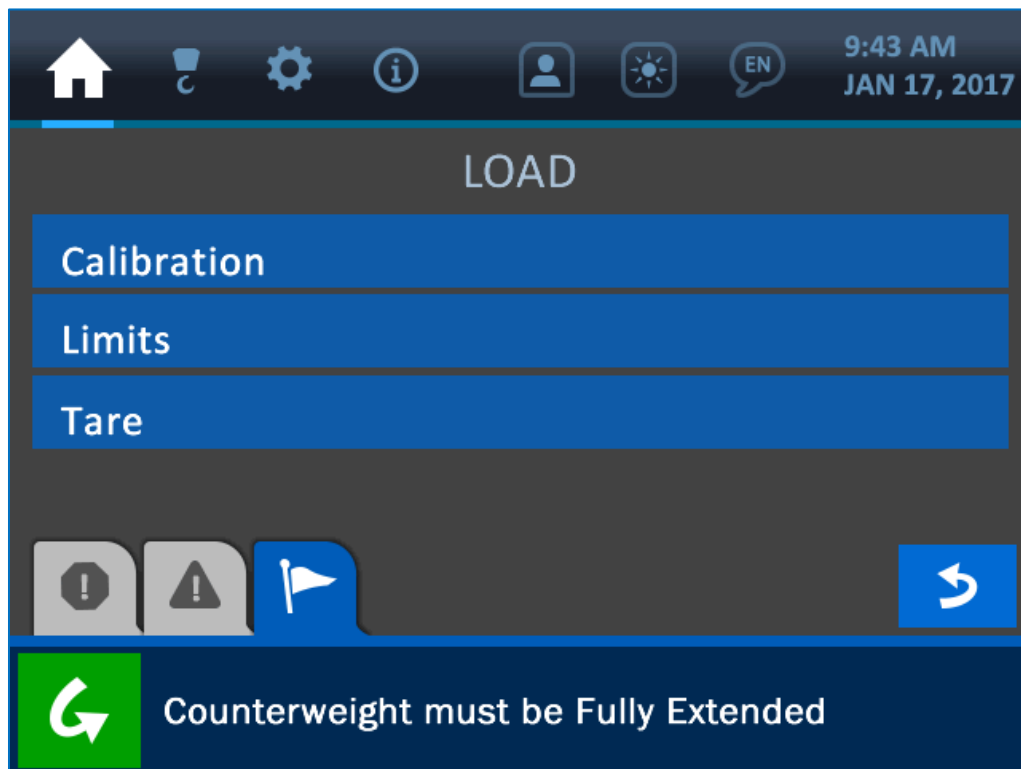 EN
9:43 AM
JAN 17, 2017
LOAD
Calibration
Limits
Tare
Counterweight must be Fully Extended